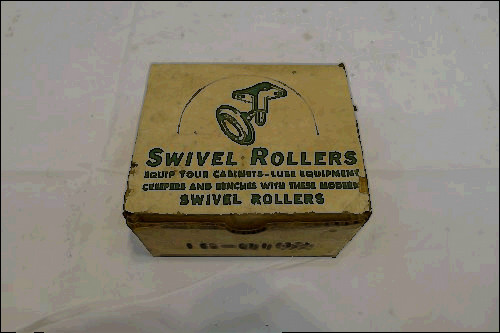 SWIVEL ROLLERS
EQUIP YOUR CABINETS-LUBE EQUIPMENT
CREEPERS AND BENCHES WITH THESE MODERN
SWIVEL ROLLERS